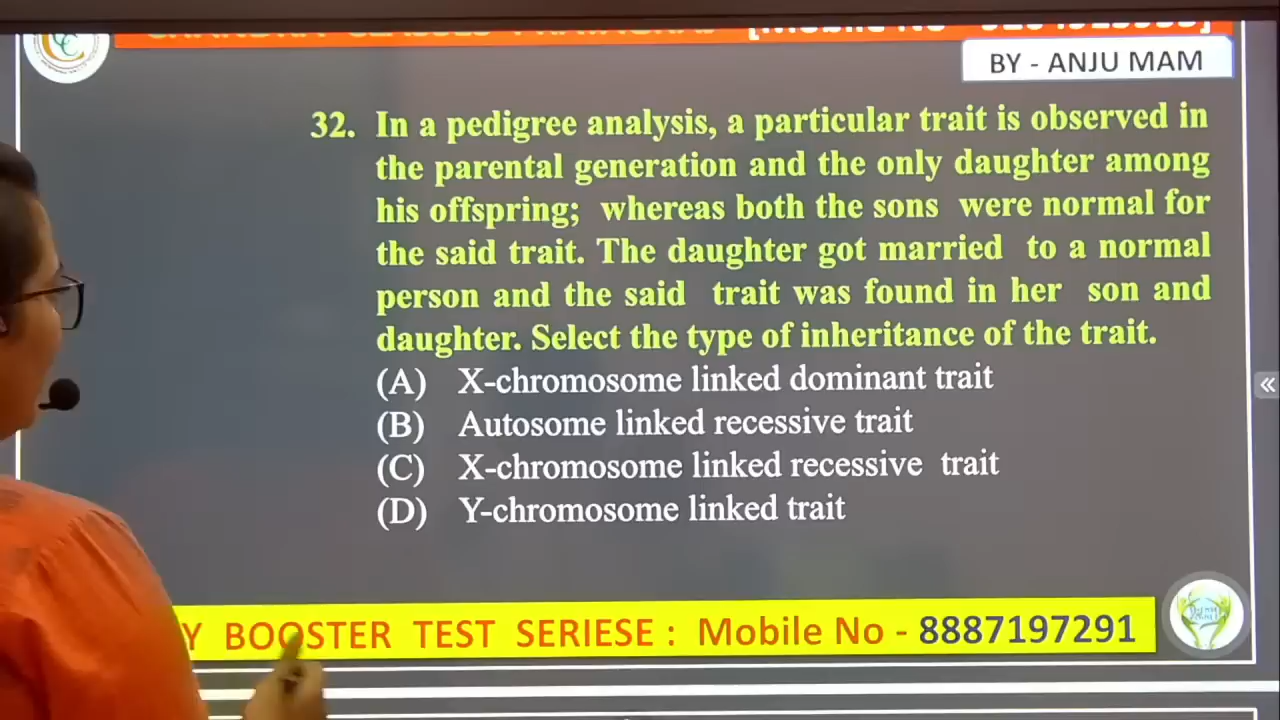 BY - ANJU MAM
32. In a pedigree analysis, a particular trait is observed in
the parental generation and the only daughter among
his offspring; whereas both the sons were normal for
the said trait. The daughter got married to a normal
person and the said trait was found in her son and
daughter. Select the type of inheritance of the trait.
(A) X-chromosome linked dominant trait
(B) Autosome linked recessive trait
(C) X-chromosome linked recessive trait
(D) Y-chromosome linked trait
Y BOOSTER TEST SERIESE : Mobile No - 8887197291